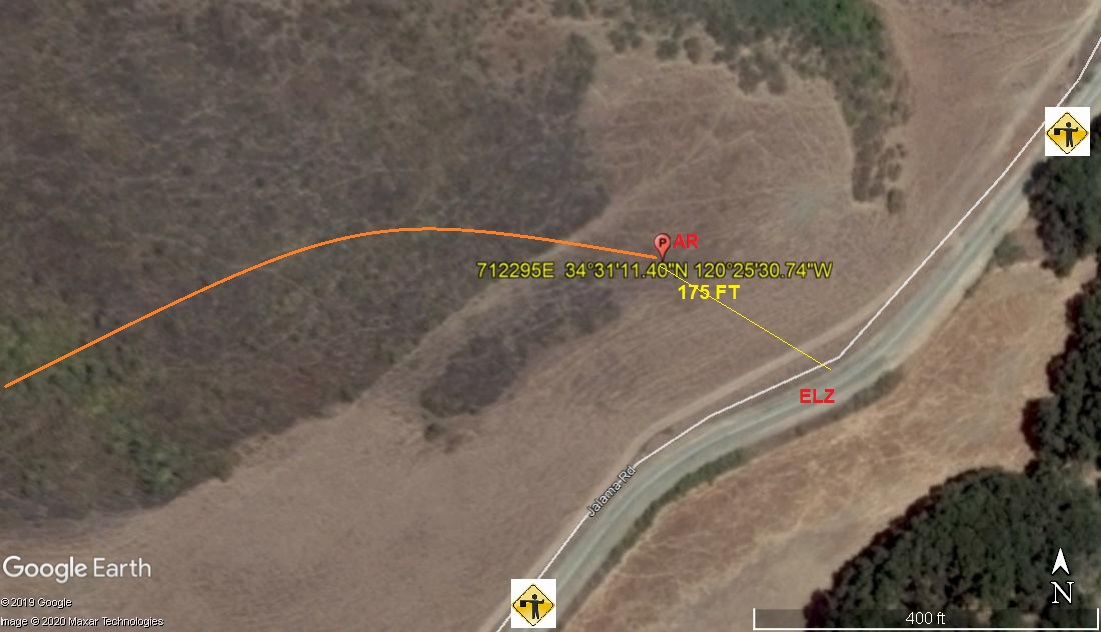 AR
712295E  34°31'11.40"N 120°25'30.74"W
175 FT
ELZ
Jalama Rd
Google Earth
©2019 Google
Image © 2020 Maxar Technologies
N
400 ft